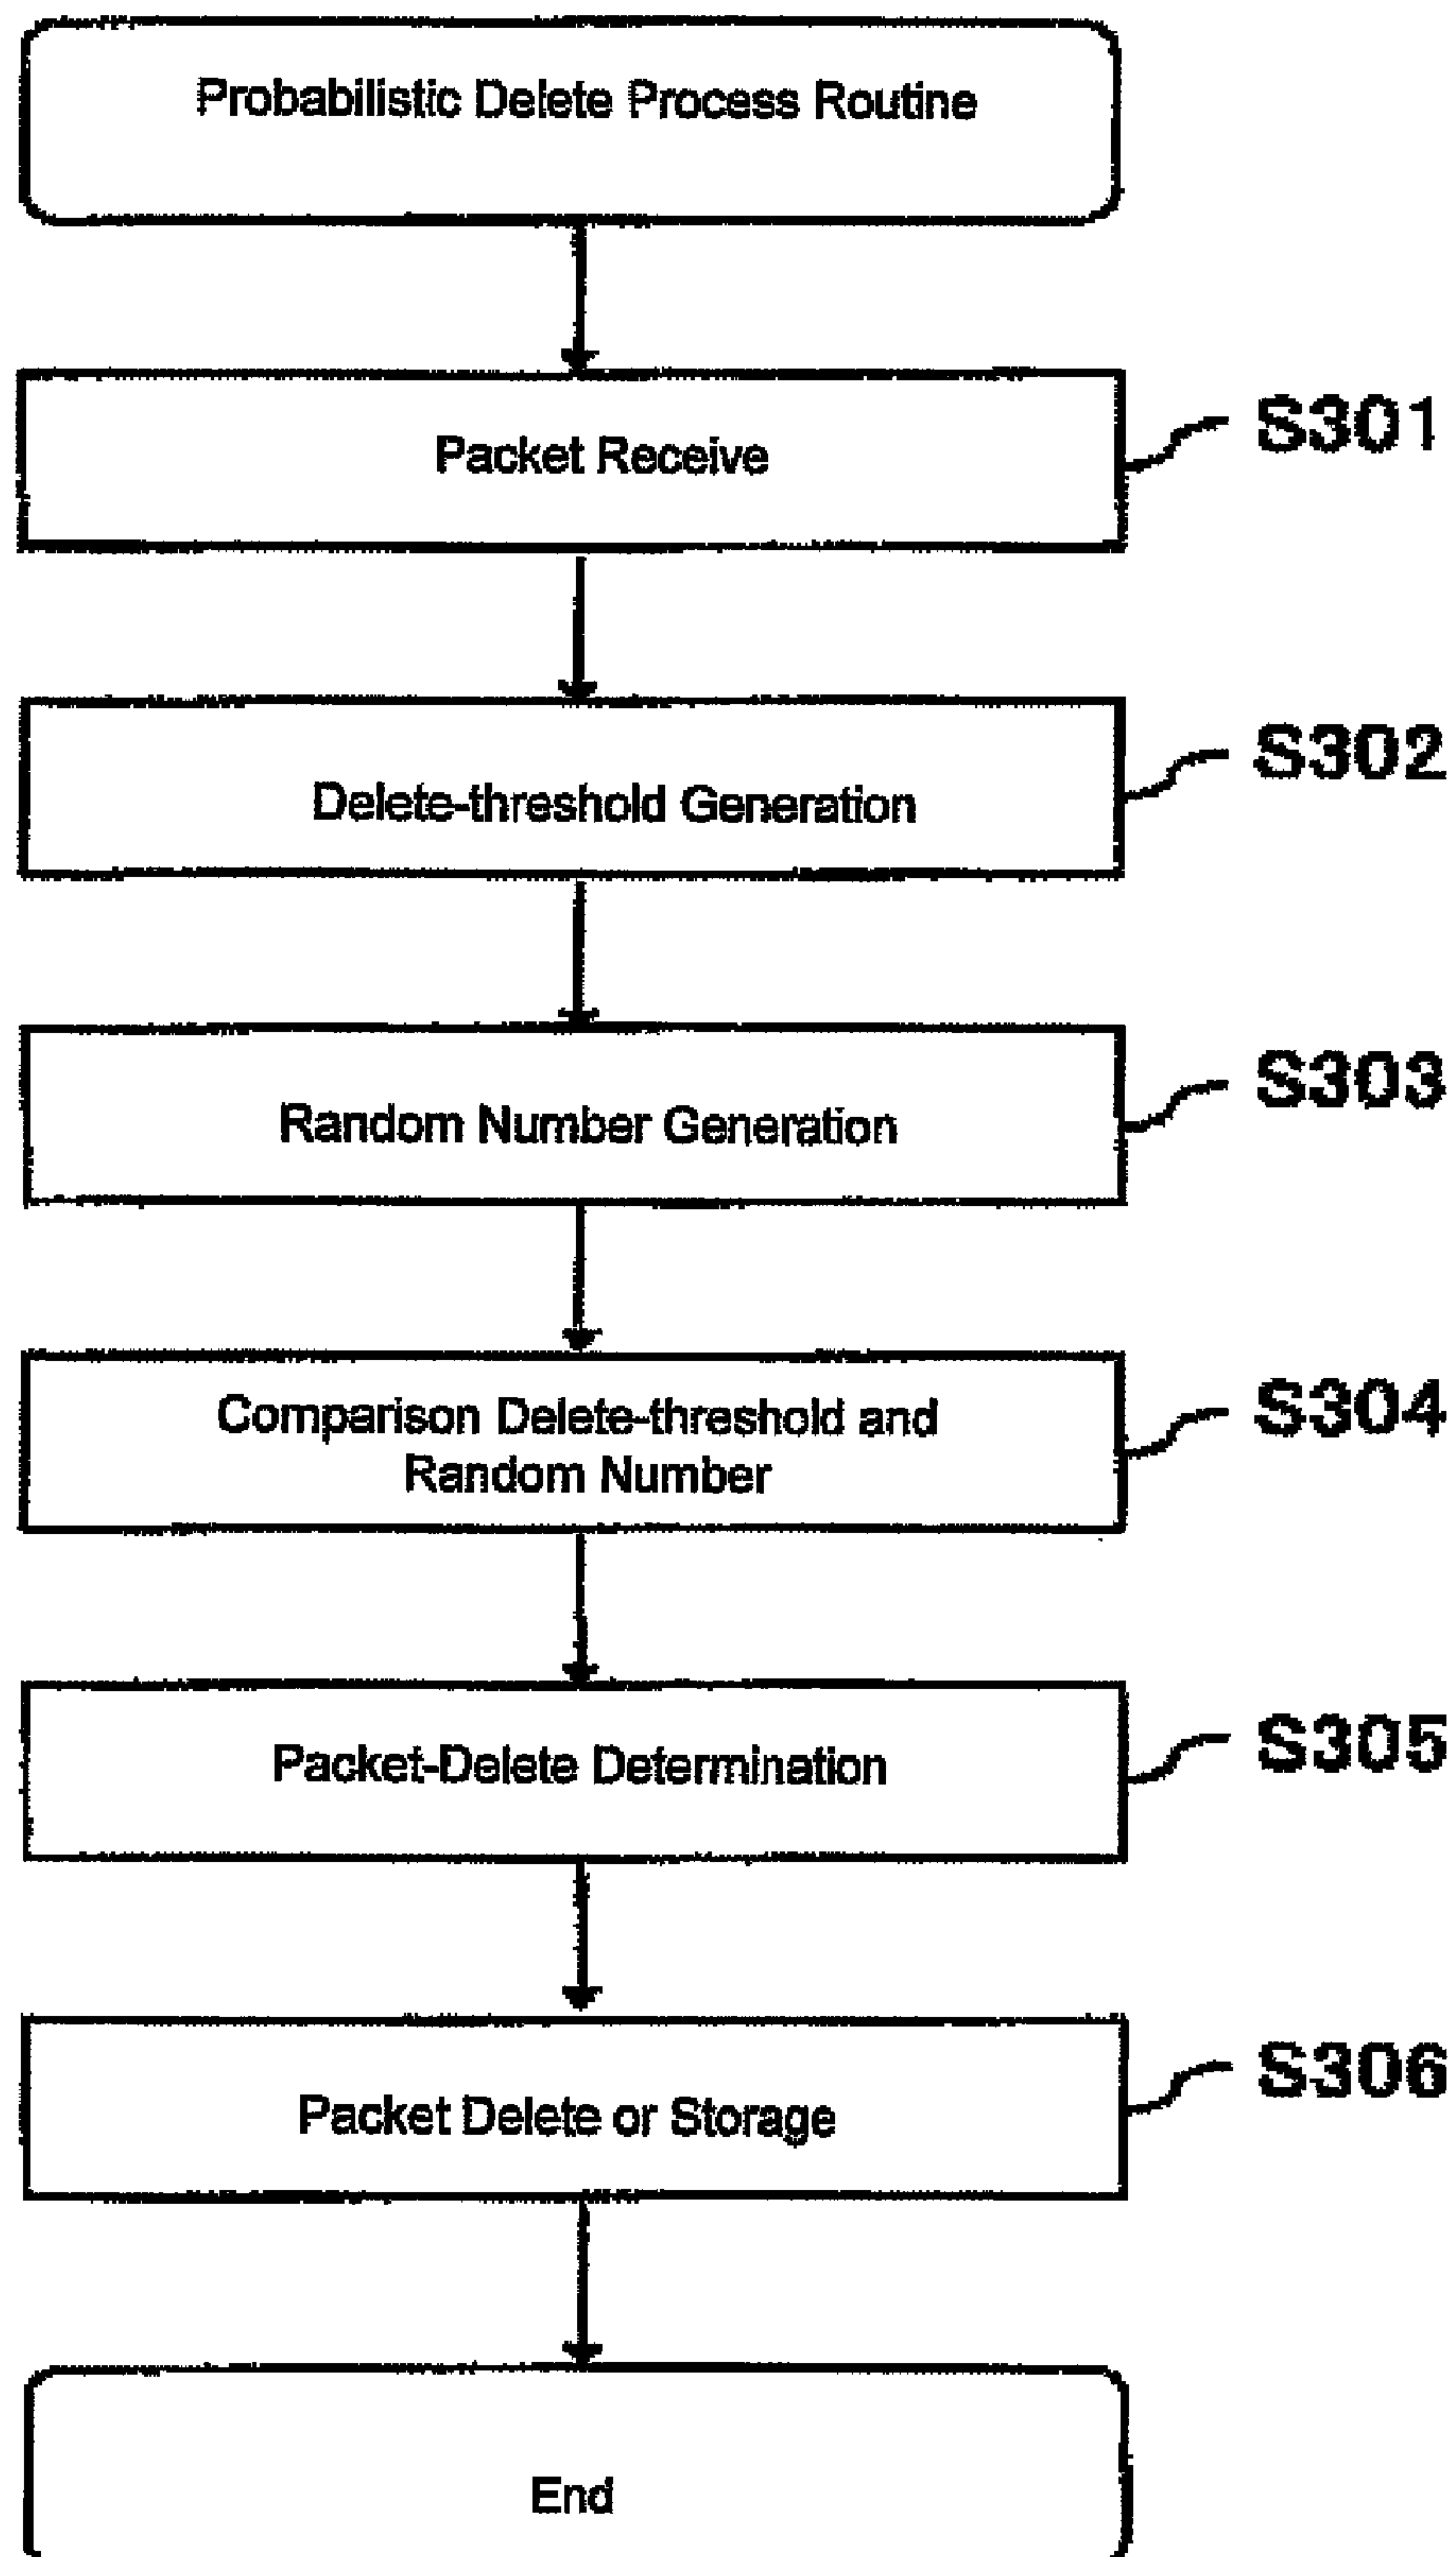 Probabilistic Delete Process Routine
Packet Receive
S301
Delete-threshold Generation
S302
Random Number Generation
S303
Comparison Delete-threshold and
Random Number
S304
Packet-Delete Determination
S305
Packet Delete or Storage
S306
End